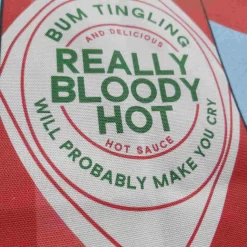 BUM TINGLING
AND DELICIOUS
REALLY
BLOODY
HOT
HOT SAUCE
WILL PROBABLY MAKE YOU CRY